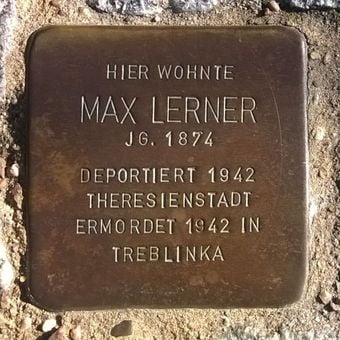 HIER WOHNTE
MAX LERNER
JG. 1874
DEPORTIERT 1942
THERESIENSTADT
ERMORDET 1942 IN
TREBLINKA